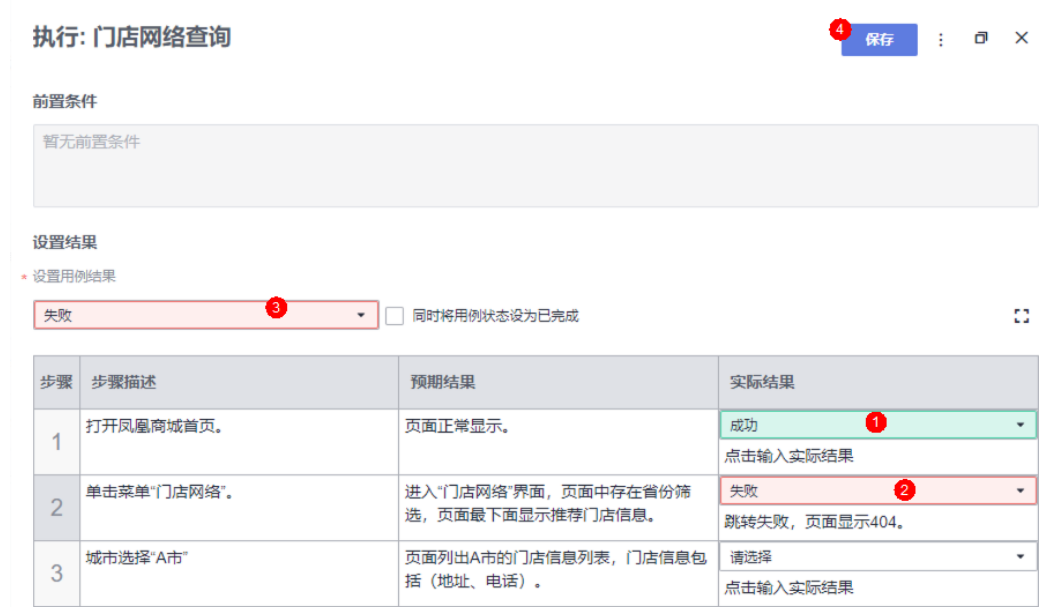 执行: 门店网络查询
4
保存
前置条件
暂无前置条件
设置结果
* 设置用例结果
失败
3
同时将用例状态设为已完成
步骤 步骤描述 预期结果 实际结果
1 打开凤凰商城首页。 页面正常显示。 成功 1
点击输入实际结果
2 单击菜单“门店网络”。 进入“门店网络”界面，页面中存在省份筛 失败 2
选，页面最下面显示推荐门店信息。 跳转失败，页面显示404。
3 城市选择“A市” 页面列出A市的门店信息列表，门店信息包 请选择
括（地址、电话）. 点击输入实际结果